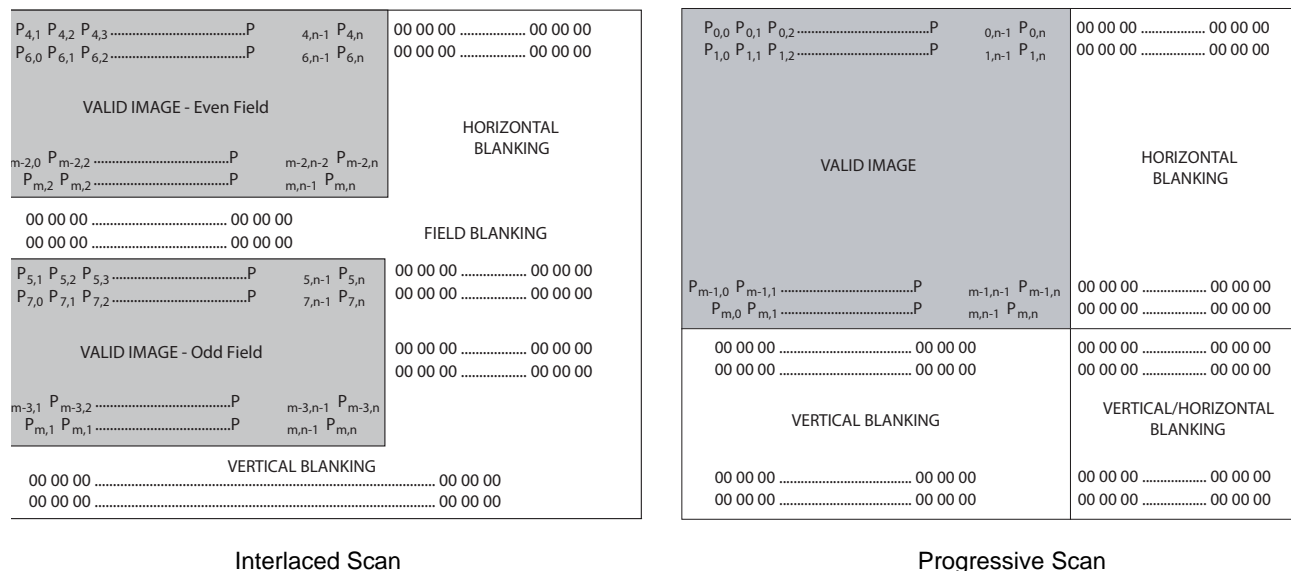 P4,1 P4,2 P4,3..............................................P 4,n-1 P4,n 00 00 00 .................. 00 00 00
P6,0 P6,1 P6,2..............................................P 6,n-1 P6,n 00 00 00 .................. 00 00 00
VALID IMAGE - Even Field
HORIZONTAL
BLANKING
m-2,0 Pm-2,2 ..............................................P m-2,n-2 Pm-2,n
Pm,2 Pm,2..............................................P m,n-1 Pm,n
00 00 00 ..................................... 00 00 00
00 00 00 ..................................... 00 00 00
FIELD BLANKING
P5,1 P5,2 P5,3..............................................P 5,n-1 P5,n 00 00 00 .................. 00 00 00
P7,0 P7,1 P7,2..............................................P 7,n-1 P7,n 00 00 00 .................. 00 00 00
VALID IMAGE - Odd Field
00 00 00 .................. 00 00 00
00 00 00 .................. 00 00 00
m-3,1 Pm-3,2..............................................P m-3,n-1 Pm-3,n
Pm,1 Pm,1..............................................P m,n-1 Pm,n
VERTICAL BLANKING
00 00 00 ............................................................................................. 00 00 00
00 00 00 ............................................................................................. 00 00 00
Interlaced Scan
P0,0 P0,1 P0,2..............................................P 0,n-1 P0,n 00 00 00 .................. 00 00 00
P1,0 P1,1 P1,2..............................................P 1,n-1 P1,n 00 00 00 .................. 00 00 00
VALID IMAGE
HORIZONTAL
BLANKING
Pm-1,0 Pm-1,1 ..............................................P m-1,n-1 Pm-1,n 00 00 00 .................. 00 00 00
Pm,0 Pm,1 ..............................................P m,n-1 Pm,n 00 00 00 .................. 00 00 00
00 00 00 ..................................... 00 00 00 00 00 00 .................. 00 00 00
00 00 00 ..................................... 00 00 00 00 00 00 .................. 00 00 00
VERTICAL BLANKING
VERTICAL/HORIZONTAL
BLANKING
00 00 00 ..................................... 00 00 00 00 00 00 .................. 00 00 00
00 00 00 ..................................... 00 00 00 00 00 00 .................. 00 00 00
Progressive Scan